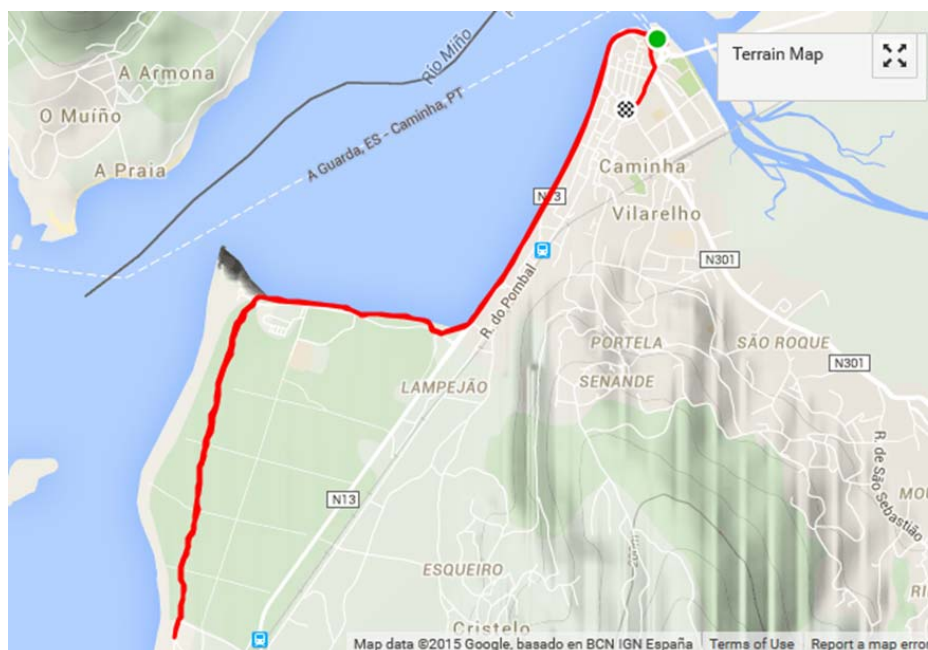 Terrain Map
Río Miño
A Armona
O Muíño
A Praia
A Guarda, ES - Caminha, PT
Caminha
Vilarelho
N13
N301
R. do Pombal
PORTELA
SÃO ROQUE
N301
LAMPEJÃO
SENANDE
R. de São Sebastião
N13
ESQUEIRO
Cristelo
Map data ©2015 Google, basado en BCN IGN España
Terms of Use
Report a map error